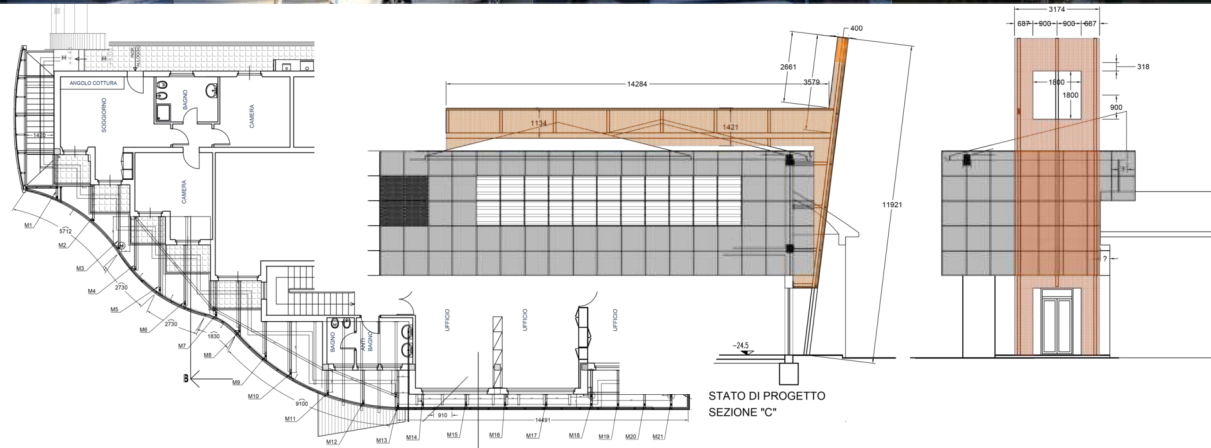 ANGOLO COTTURA
SOGGIORNO
BAGNO
CAMERA
1420
CAMERA
M1
5712
M2
M3
M4
2730
M5
2730
M6
1830
M7
M8
M9
M10
9100
M11
M12
M13
BAGNO
ANTI BAGNO
UFFICIO
UFFICIO
UFFICIO
910
14491
M14
M15
M16
M17
M18
M19
M20
M21
14284
1134
1421
2661
3579
400
11921
-24.5
STATO DI PROGETTO
SEZIONE "C"
3174
687
900
900
687
318
1800
1800
900
?
?